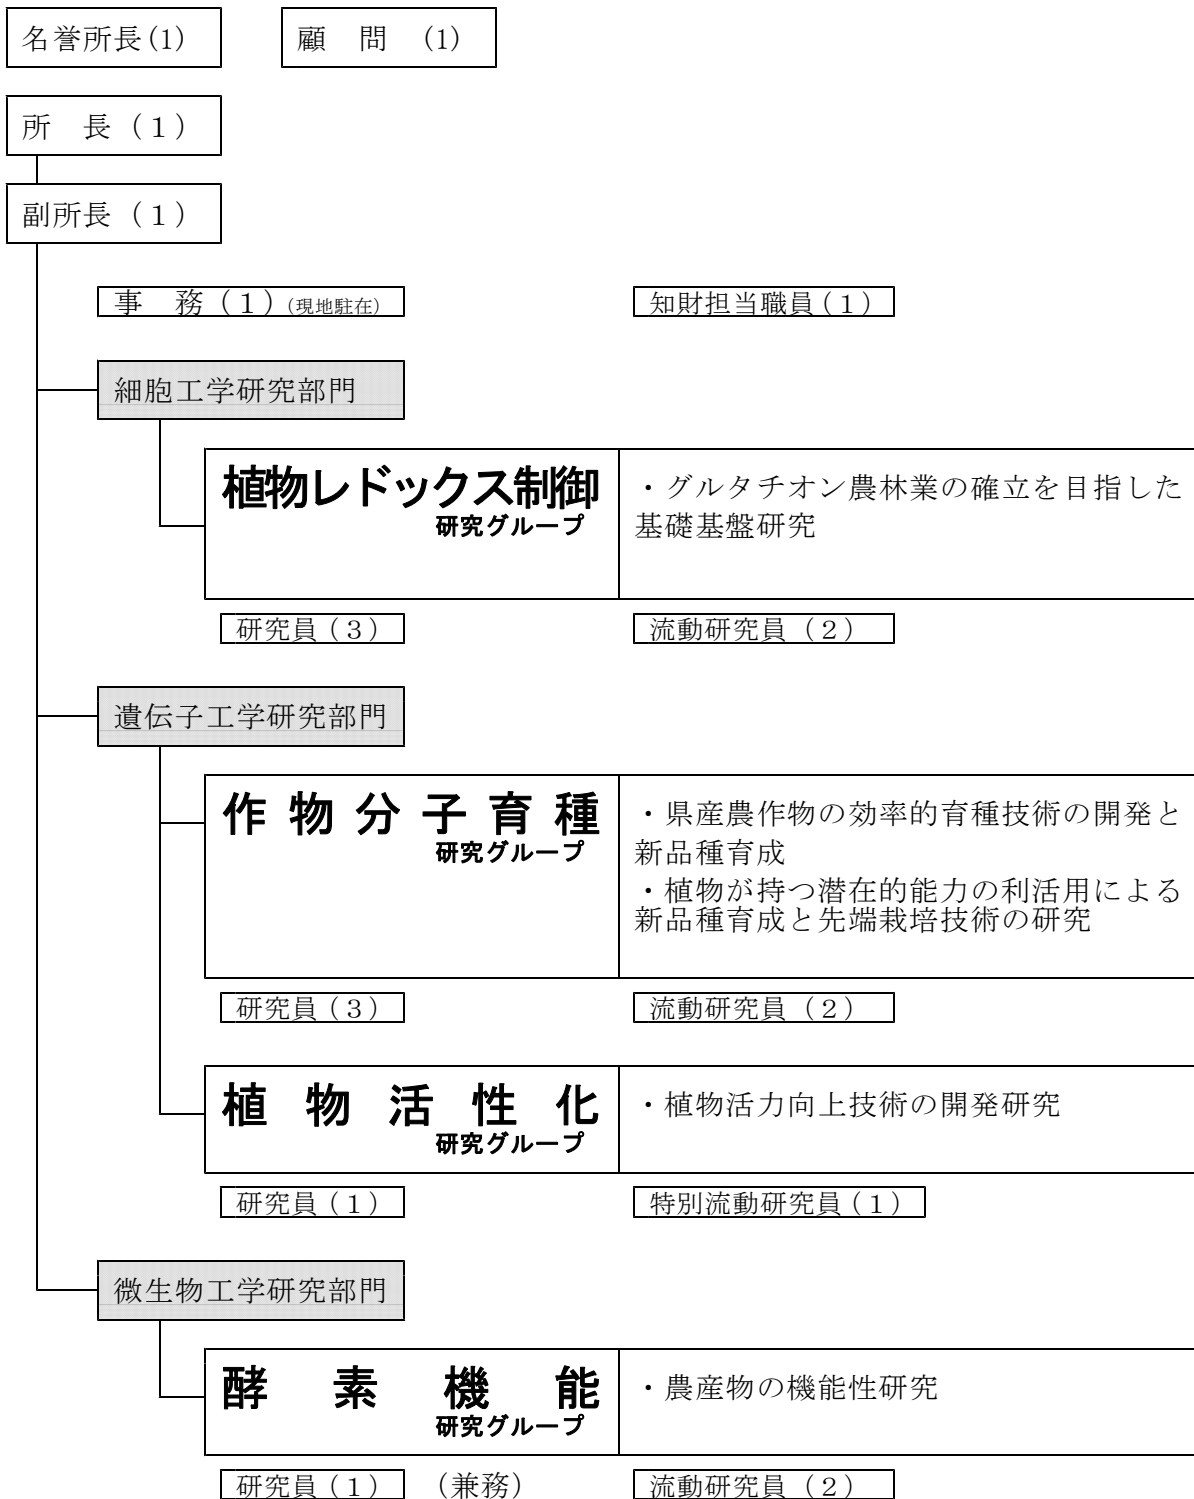 名誉所長(1)
顧　問　(1)
所　長（１）
副所長（１）
事　務（１）(現地駐在)
知財担当職員（１）
細胞工学研究部門
植物レドックス制御
研究グループ
・グルタチオン農林業の確立を目指した
基礎基盤研究
研究員（３）
流動研究員（２）
遺伝子工学研究部門
作物分子育種
研究グループ
・県産農作物の効率的育種技術の開発と
新品種育成
・植物が持つ潜在的能力の利活用による
新品種育成と先端栽培技術の研究
研究員（３）
流動研究員（２）
植物活性化
研究グループ
・植物活力向上技術の開発研究
研究員（１）
特別流動研究員（１）
微生物工学研究部門
酵素機能
研究グループ
・農産物の機能性研究
研究員（１）（兼務）
流動研究員（２）